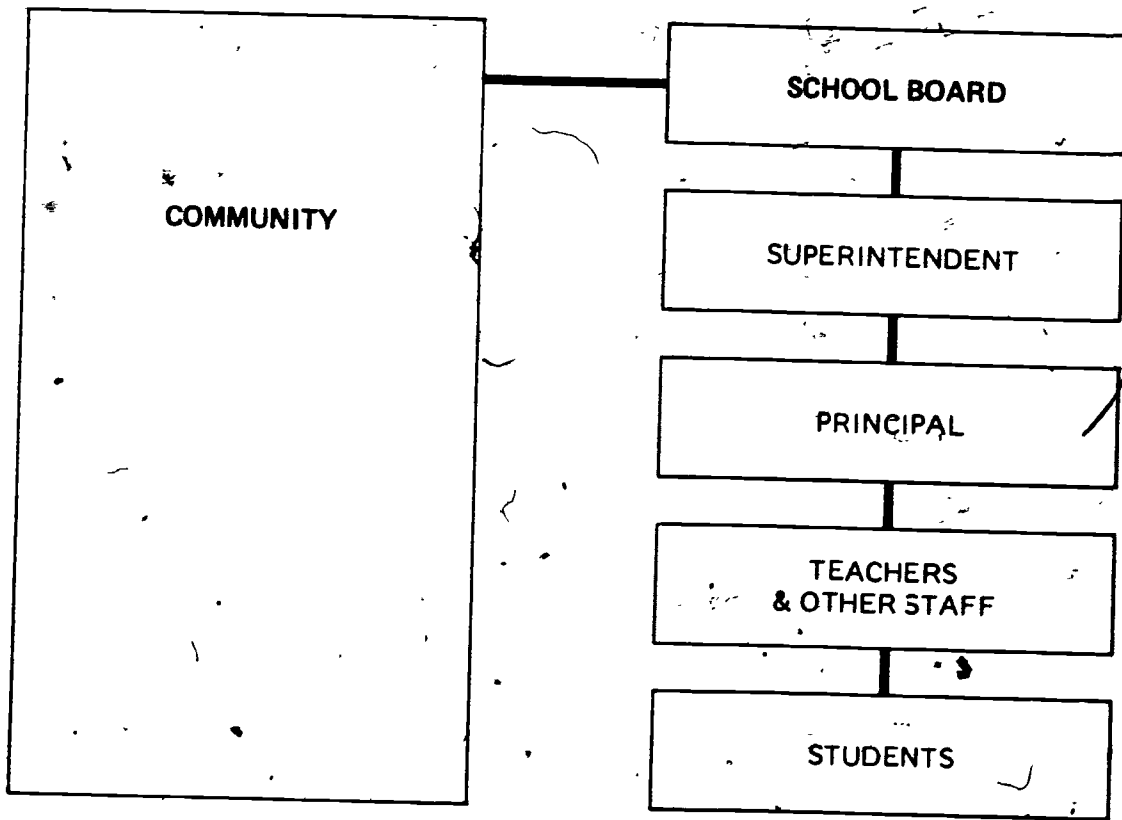 SCHOOL BOARD
COMMUNITY
SUPERINTENDENT
PRINCIPAL
TEACHERS
& OTHER STAFF
STUDENTS